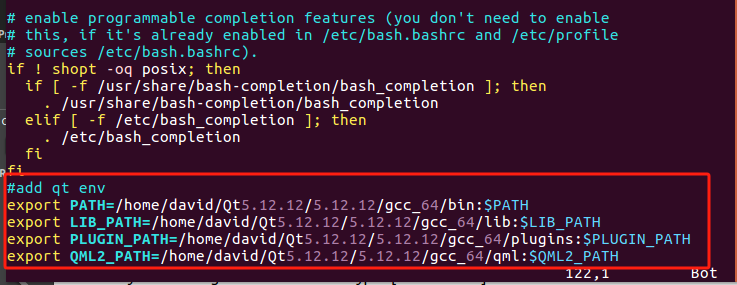 # enable programmable completion features (you don't need to enable
# this, if it's already enabled in /etc/bash.bashrc and /etc/profile
# sources /etc/bash.bashrc).
if ! shopt -oq posix; then
  if [ -f /usr/share/bash-completion/bash_completion ]; then
    . /usr/share/bash-completion/bash_completion
  elif [ -f /etc/bash_completion ]; then
    . /etc/bash_completion
  fi
fi
#add qt env
export PATH=/home/david/Qt5.12.12/5.12.12/gcc_64/bin:$PATH
export LIB_PATH=/home/david/Qt5.12.12/5.12.12/gcc_64/lib:$LIB_PATH
export PLUGIN_PATH=/home/david/Qt5.12.12/5.12.12/gcc_64/plugins:$PLUGIN_PATH
export QML2_PATH=/home/david/Qt5.12.12/5.12.12/gcc_64/qml:$QML2_PATH
122,1 Bot